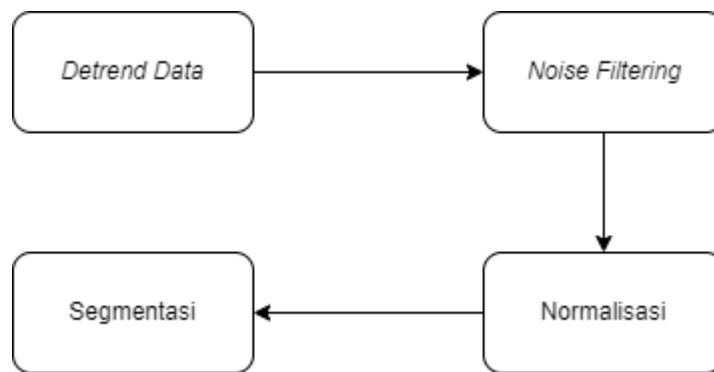 Detrend Data
Noise Filtering
Segmentasi
Normalisasi